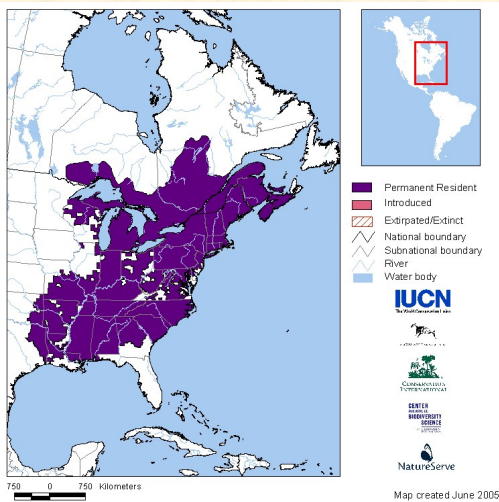 Permanent Resident
Introduced
Extirpated/Extinct
National boundary
Subnational boundary
River
Water body
IUCN
The World Conservation Union
CONSERVATION
INTERNATIONAL
CENTER
BIODIVERSITY
SCIENCE
NatureServe
750 0 750 Kilometers
Map created June 2005